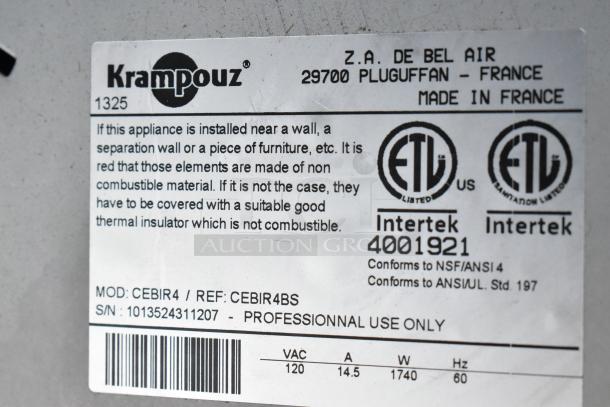 Krampouz®
1325
Z.A. DE BEL AIR
29700 PLUGUFFAN - FRANCE
MADE IN FRANCE
If this appliance is installed near a wall, a
separation wall or a piece of furniture, etc. It is
red that those elements are made of non
combustible material. If it is not the case, they
have to be covered with a suitable good
thermal insulator which is not combustible.
ETL
LISTED
US
Intertek
4001921
ETL
SANITATION LISTED
Intertek
Conforms to NSF/ANSI 4
Conforms to ANSI/UL. Std. 197
AUCTION GROUP
MOD: CEBIR4 / REF: CEBIR4BS
S/N : 1013524311207 - PROFESSIONNAL USE ONLY
VAC A W Hz
120 14.5 1740 60